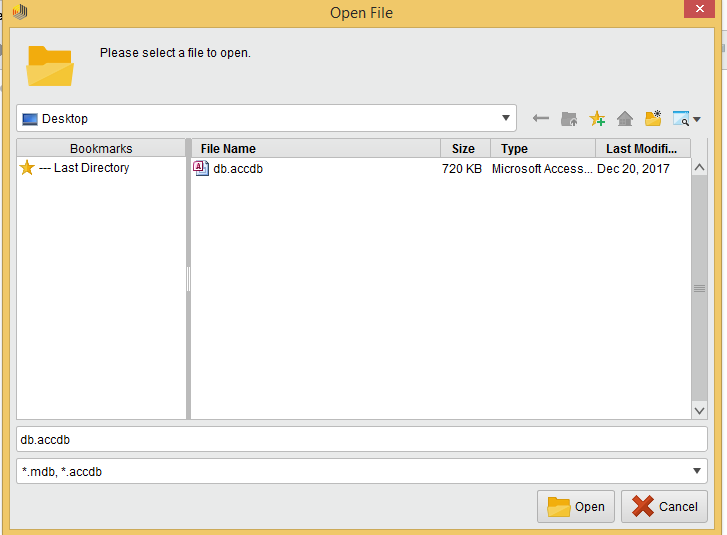 Open File
Please select a file to open.
Desktop
Bookmarks
File Name Size Type Last Modifi...
--- Last Directory
db.accdb 720 KB Microsoft Access... Dec 20, 2017
db.accdb
*.mdb, *.accdb
Open Cancel